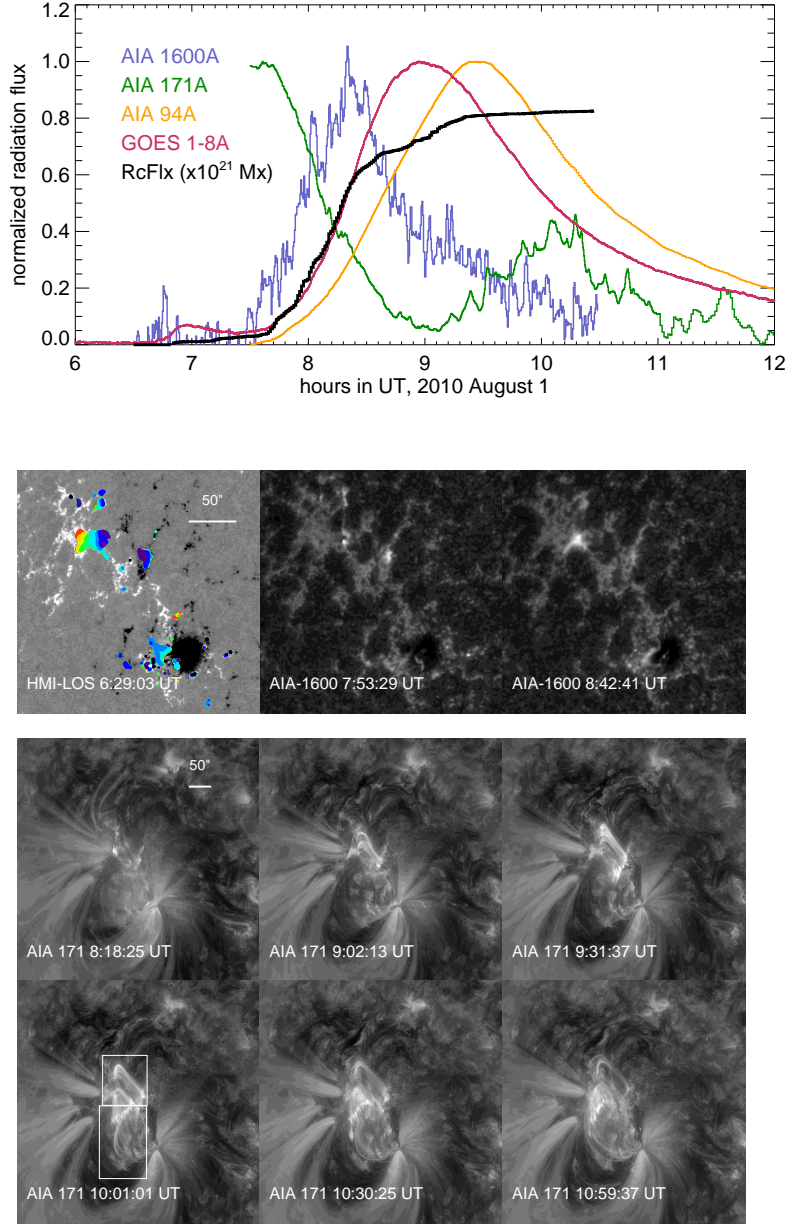 normalized radiation flux
1.2
1.0
0.8
0.6
0.4
0.2
0.0
AIA 1600A
AIA 171A
AIA 94A
GOES 1-8A
RcFlx (x10²¹ Mx)
6 7 8 9 10 11 12
hours in UT, 2010 August 1
50"
HMI-LOS 6:29:03 UT
AIA-1600 7:53:29 UT
AIA-1600 8:42:41 UT
50"
AIA 171 8:18:25 UT
AIA 171 9:02:13 UT
AIA 171 9:31:37 UT
AIA 171 10:01:01 UT
AIA 171 10:30:25 UT
AIA 171 10:59:37 UT